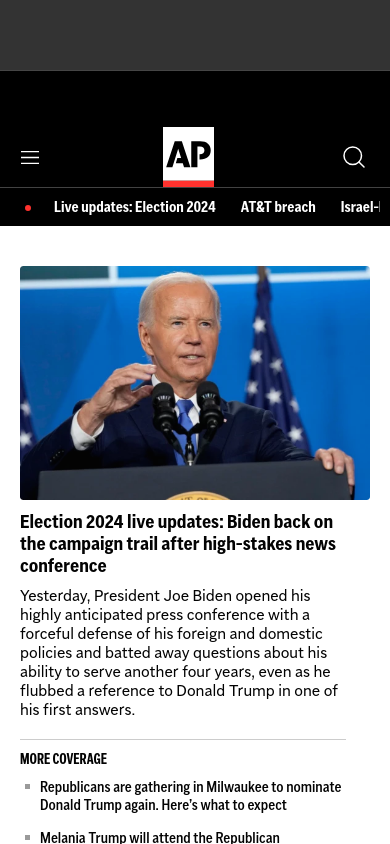 AP
Live updates: Election 2024 AT&T breach Israel-
Election 2024 live updates: Biden back on
the campaign trail after high-stakes news
conference
Yesterday, President Joe Biden opened his
highly anticipated press conference with a
forceful defense of his foreign and domestic
policies and batted away questions about his
ability to serve another four years, even as he
flubbed a reference to Donald Trump in one of
his first answers.
MORE COVERAGE
Republicans are gathering in Milwaukee to nominate
Donald Trump again. Here's what to expect
Melania Trump will attend the Republican